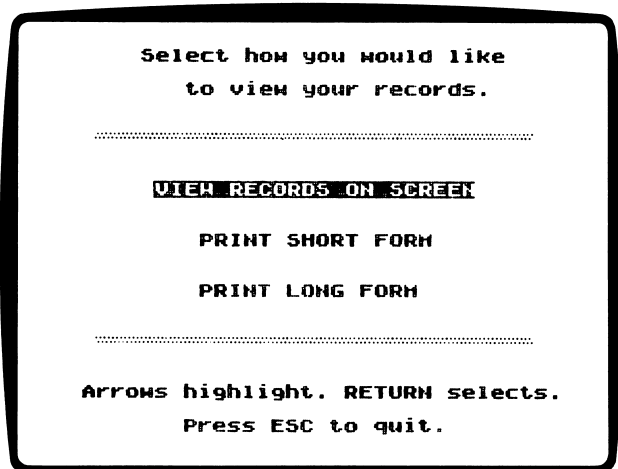 Select how you would like
to view your records.
VIEW RECORDS ON SCREEN
PRINT SHORT FORM
PRINT LONG FORM
Arrows highlight. RETURN selects.
Press ESC to quit.